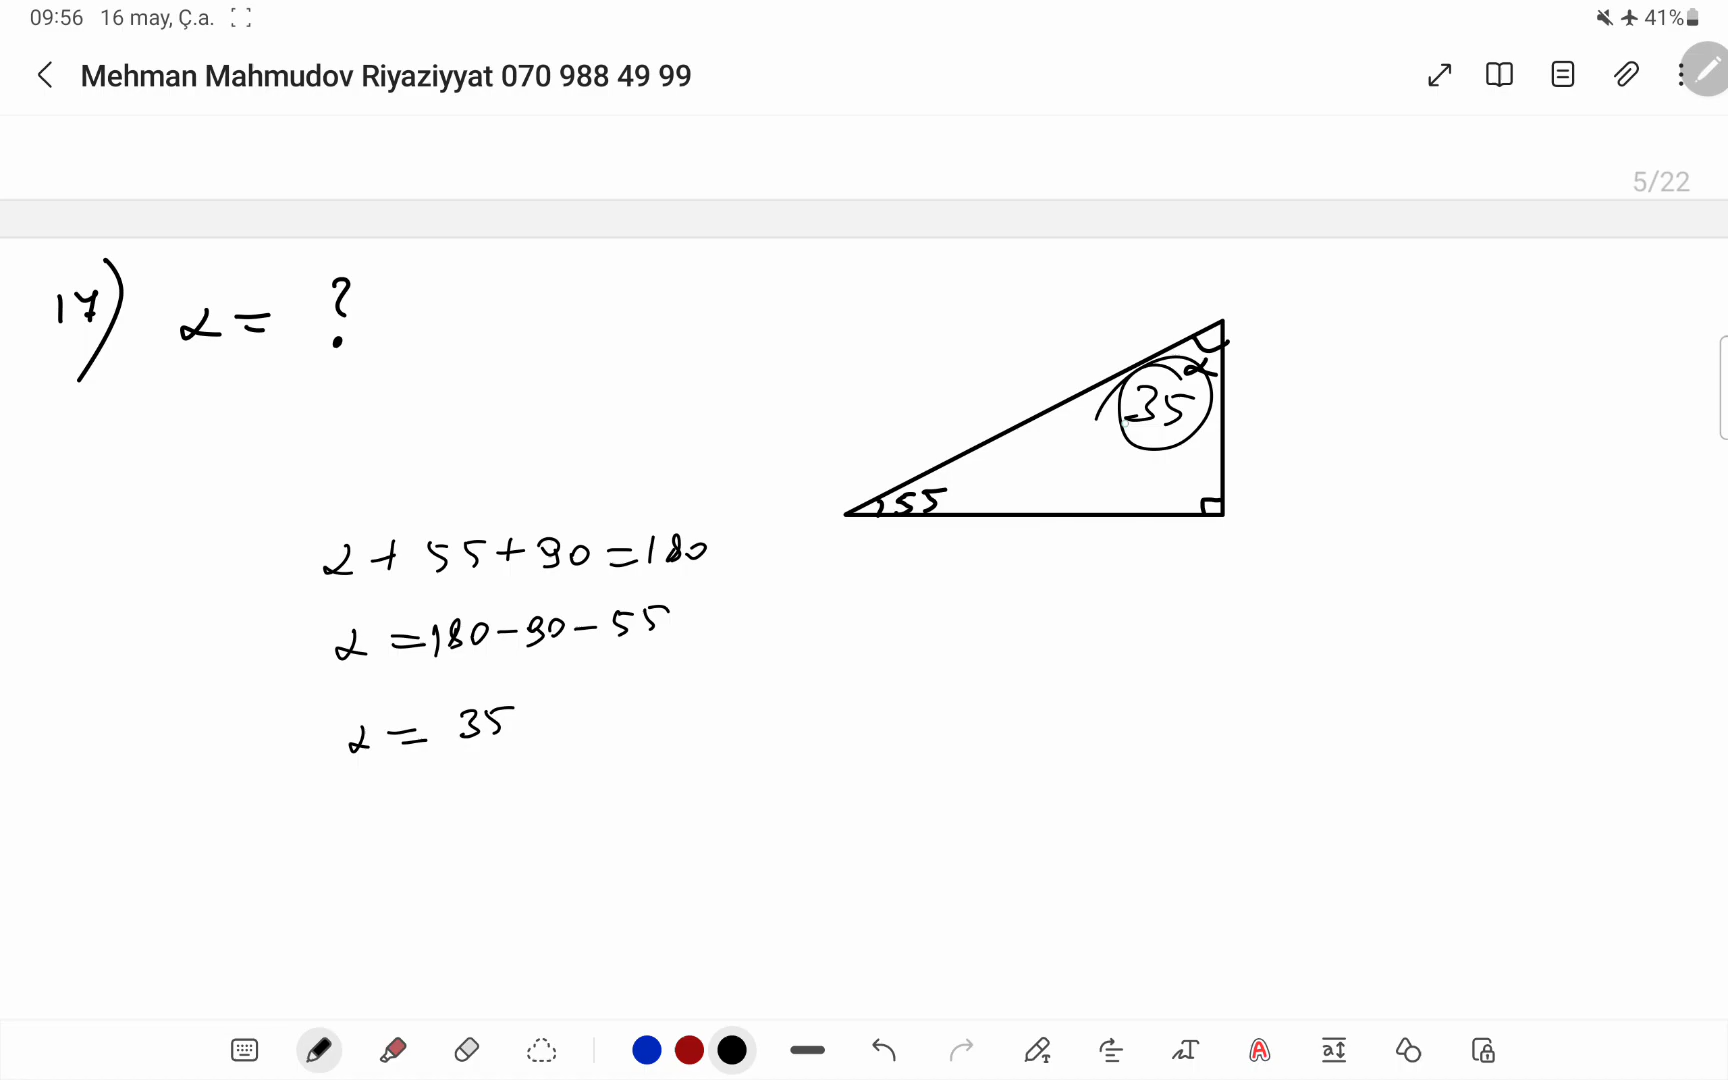 09:56 16 may, Ç.a.
41%
Mehman Mahmudov Riyaziyyat 070 988 49 99
5/22
17) α = ?
α
35
55
α + 55 + 90 = 180
α = 180 - 90 - 55
α = 35